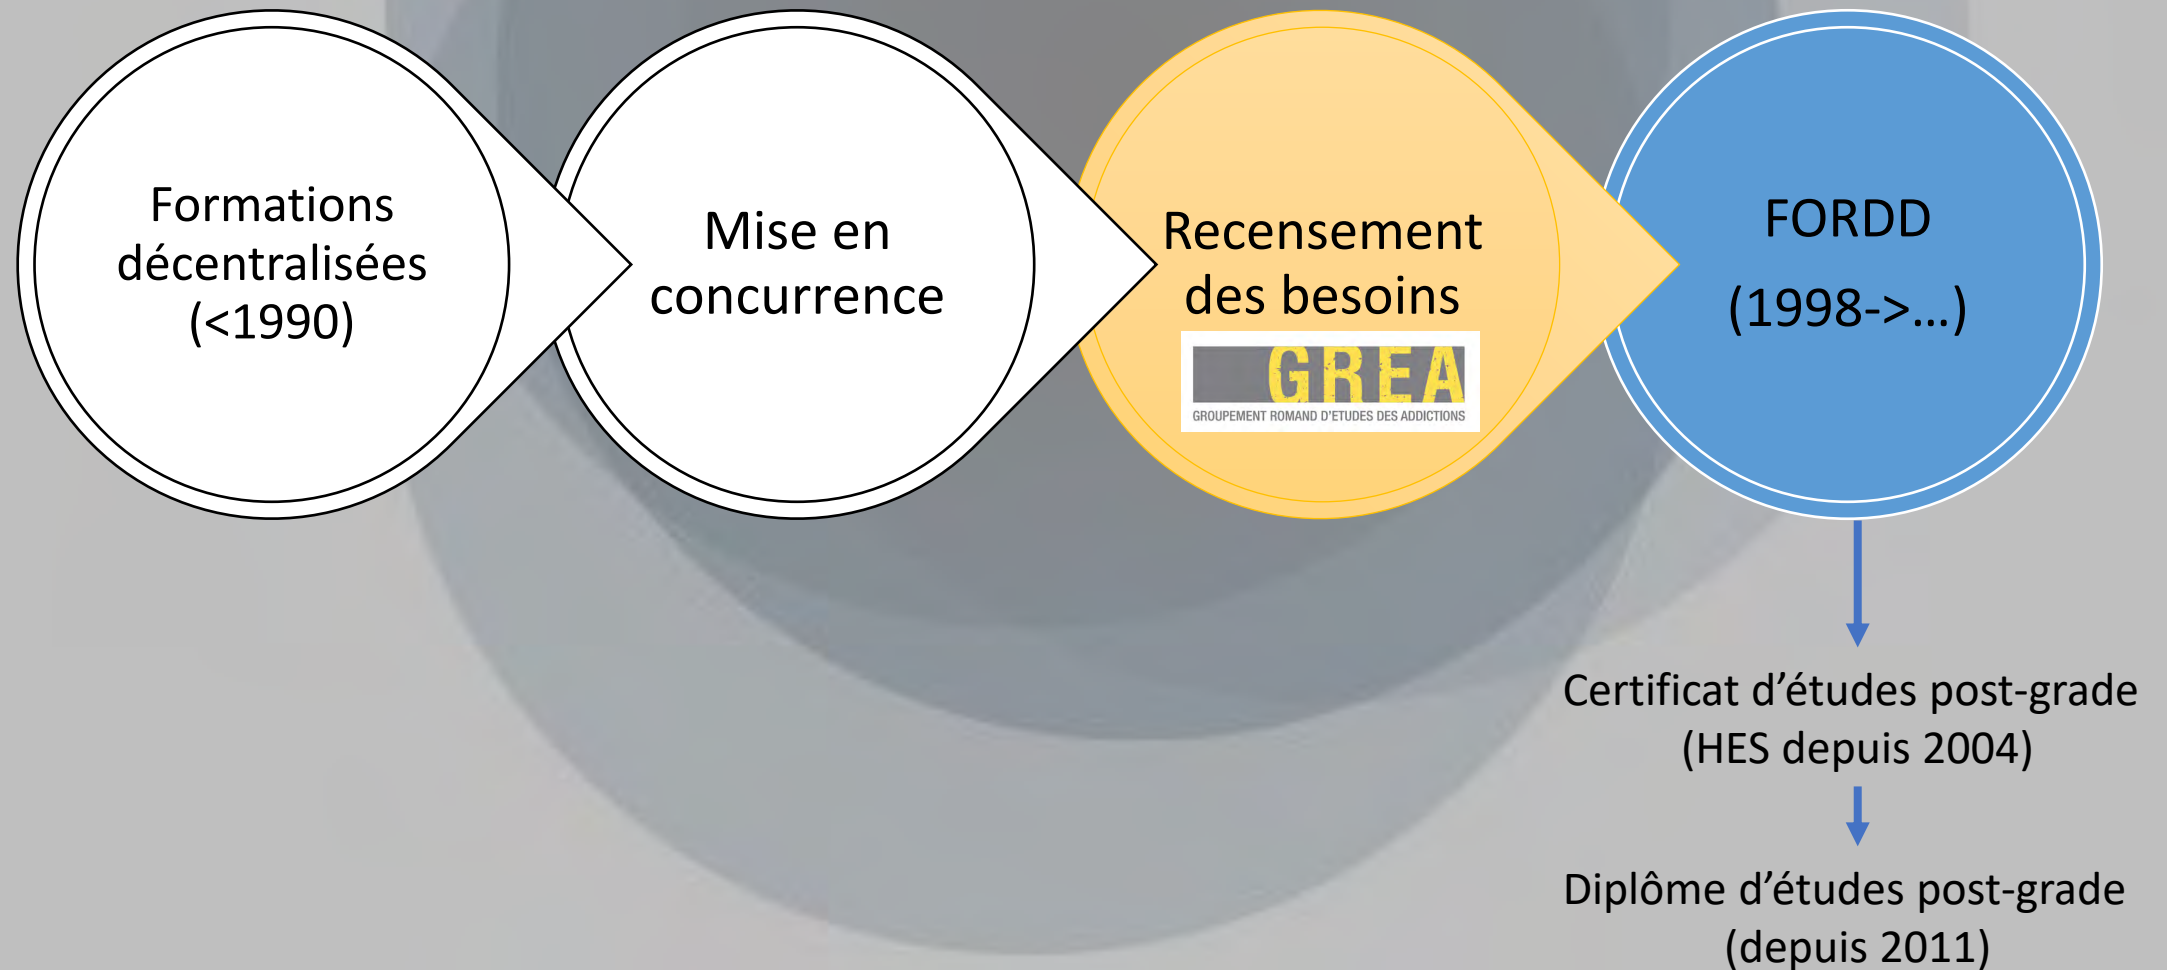 Formations
décentralisées
(<1990)
Mise en
concurrence
Recensement
des besoins
GREA
GROUPEMENT ROMAND D'ETUDES DES ADDICTIONS
FORDD
(1998->…)
Certificat d’études post-grade
(HES depuis 2004)
Diplôme d’études post-grade
(depuis 2011)